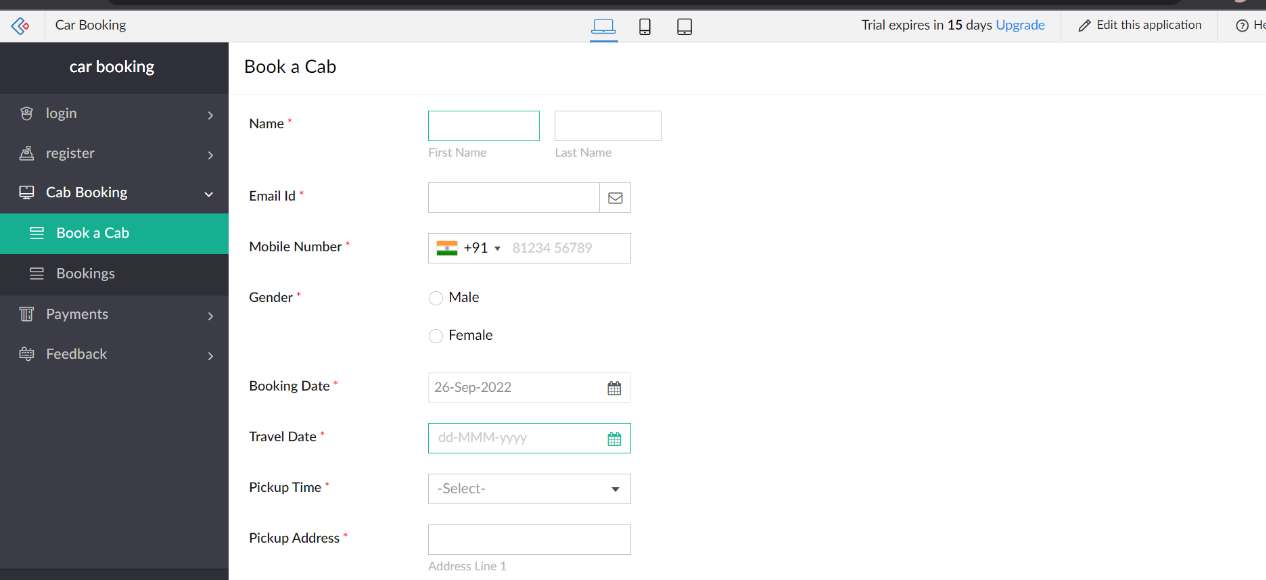 Car Booking
Trial expires in 15 days Upgrade
Edit this application
car booking
login
register
Cab Booking
Book a Cab
Bookings
Payments
Feedback
Book a Cab
Name *
First Name
Last Name
Email Id *
Mobile Number *
+91 81234 56789
Gender *
Male
Female
Booking Date *
26-Sep-2022
Travel Date *
dd-MMM-yyyy
Pickup Time *
-Select-
Pickup Address *
Address Line 1